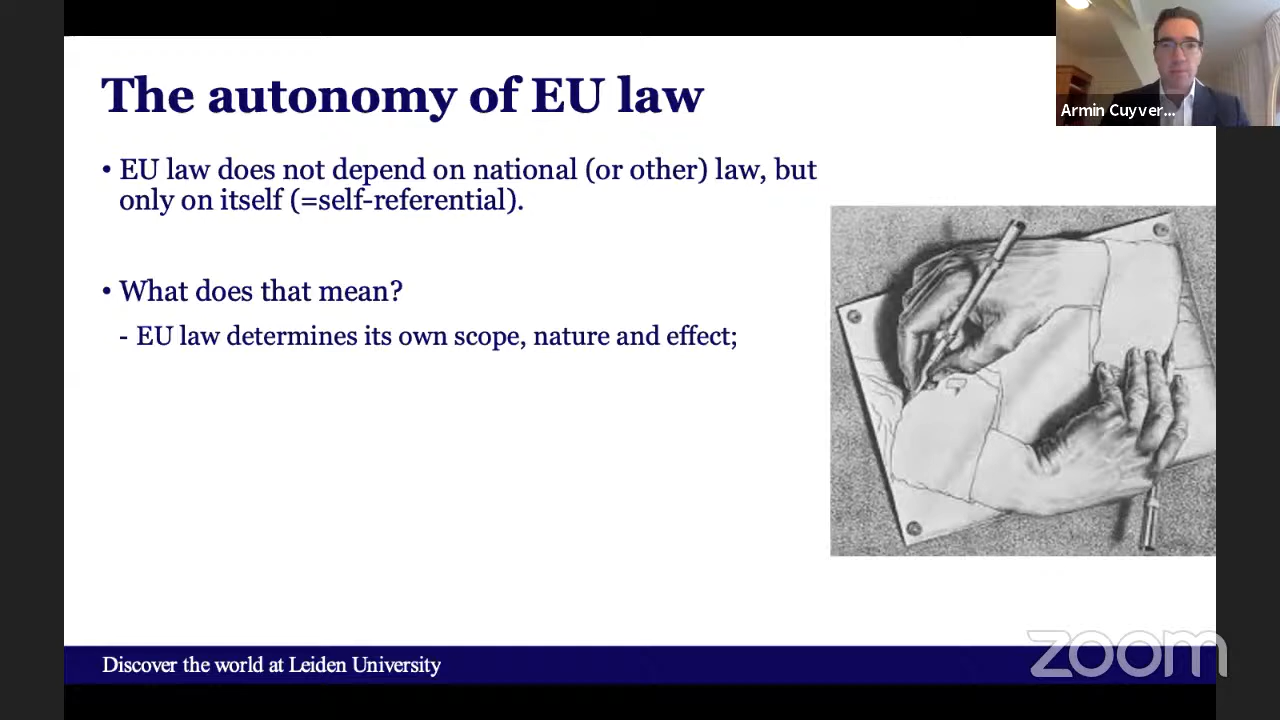 The autonomy of EU law
Armin Cuyver...
• EU law does not depend on national (or other) law, but
only on itself (=self-referential).
• What does that mean?
- EU law determines its own scope, nature and effect;
zoom
Discover the world at Leiden University